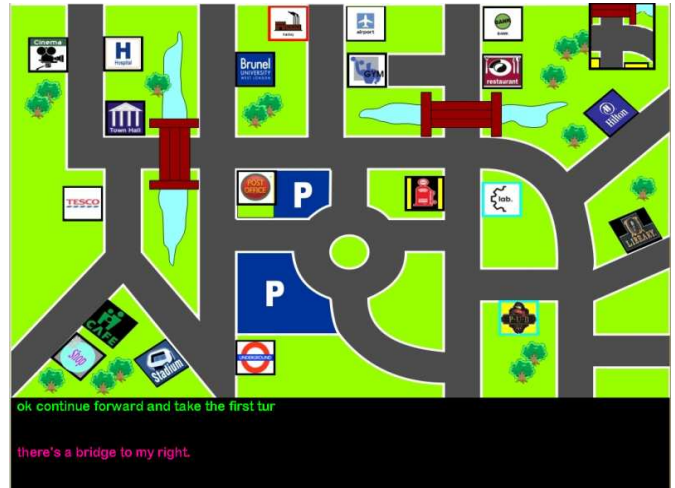 Cinema
H
Hospital
airport
BANK
Brunel
UNIVERSITY
WEST LONDON
GYM
restaurant
Hilton
Town Hall
TESCO
POST
OFFICE
P
lab.
LIBRARY
P
PUB
CAFE
Shop
Stadium
UNDERGROUND
ok continue forward and take the first tur
there's a bridge to my right.